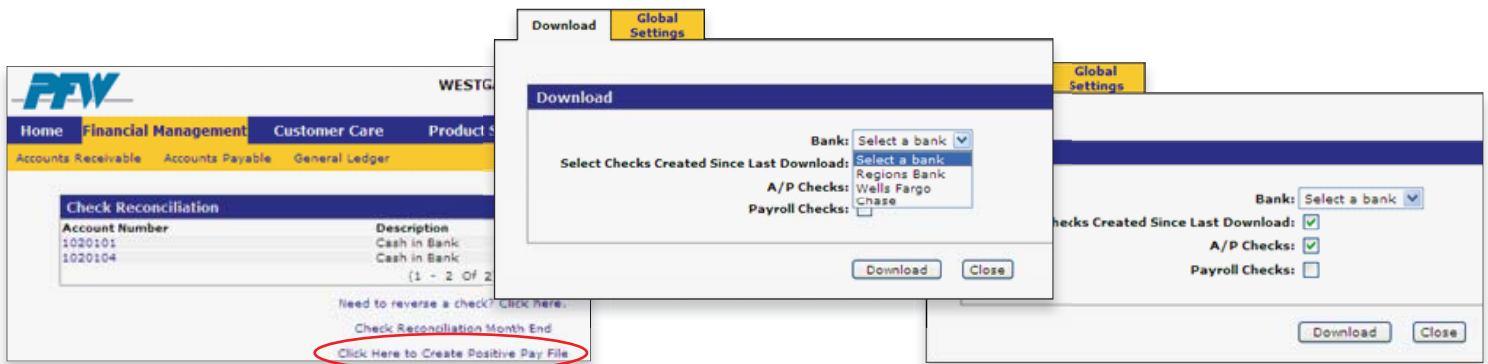 PFW
WESTG
Home Financial Management Customer Care Product S
Accounts Receivable Accounts Payable General Ledger
Check Reconciliation
Account Number Description
1020101 Cash in Bank
1020104 Cash in Bank
(1 - 2 Of 2
Need to reverse a check? Click here.
Check Reconciliation Month End
Click Here to Create Positive Pay File
Download Global Settings
Download
Bank: Select a bank
Select Checks Created Since Last Download: Select a bank
Regions Bank
A/P Checks: Wells Fargo
Chase
Payroll Checks:
Download Close
Global
Settings
Bank: Select a bank
hecks Created Since Last Download:
A/P Checks:
Payroll Checks:
Download Close